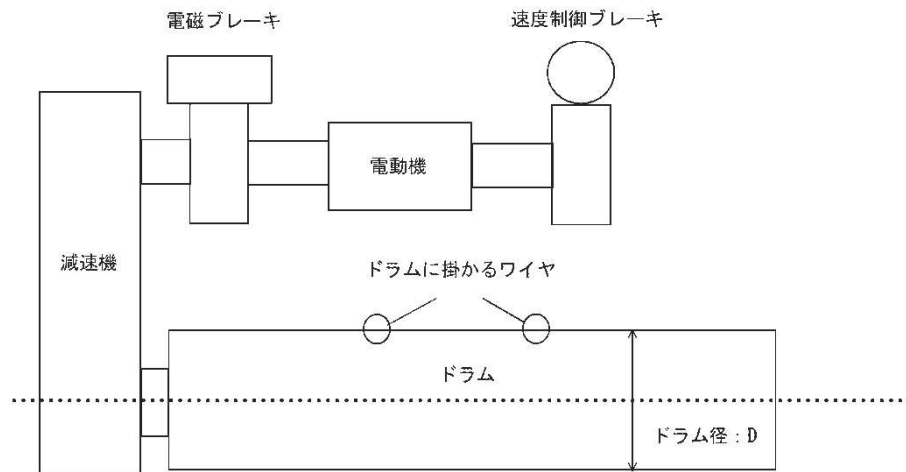 電磁ブレーキ
速度制御ブレーキ
電動機
減速機
ドラムに掛かるワイヤ
ドラム
ドラム径：D